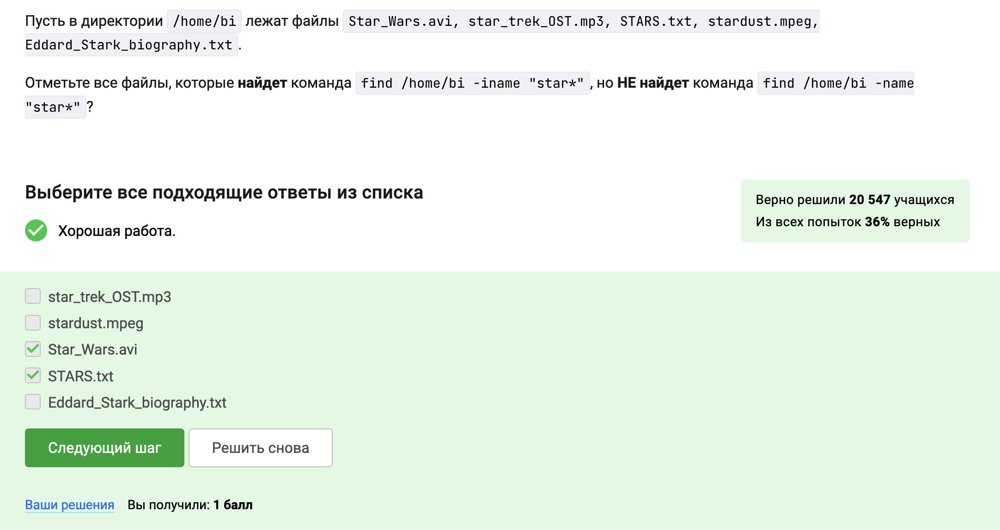 Пусть в директории /home/bi лежат файлы Star_Wars.avi, star_trek_OST.mp3, STARS.txt, stardust.mpeg,
Eddard_Stark_biography.txt.
Отметьте все файлы, которые найдет команда find /home/bi -iname "star*", но НЕ найдет команда find /home/bi -name
"star*"?
Выберите все подходящие ответы из списка
Верно решили 20 547 учащихся
Из всех попыток 36% верных
Хорошая работа.
star_trek_OST.mp3
stardust.mpeg
Star_Wars.avi
STARS.txt
Eddard_Stark_biography.txt
Следующий шаг Решить снова
Ваши решения Вы получили: 1 балл